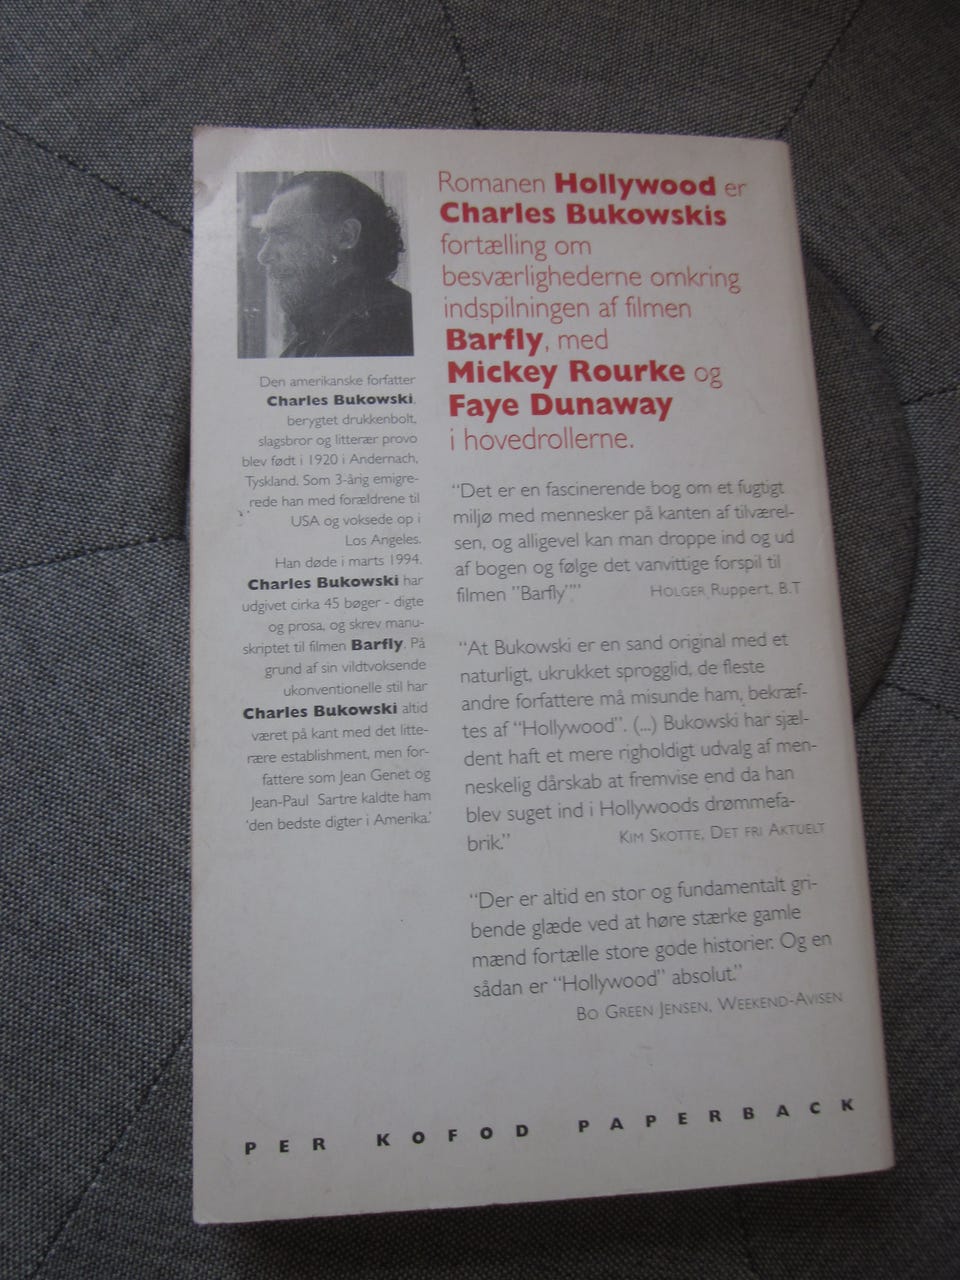 Romanen Hollywood er
Charles Bukowskis
fortælling om
besværlighederne omkring
indspilningen af filmen
Barfly, med
Mickey Rourke og
Faye Dunaway
i hovedrollerne.
Den amerikanske forfatter
Charles Bukowski,
berygtet drukkenbolt,
slagsbror og litterær provo
blev født i 1920 i Andernach,
Tyskland. Som 3-årig emigre-
rede han med forældrene til
USA og voksede op i
Los Angeles.
Han døde i marts 1994.
Charles Bukowski har
udgivet cirka 45 bøger - digte
og prosa, og skrev manu-
skriptet til filmen Barfly. På
grund af sin vildtvoksende
ukonventionelle stil har
Charles Bukowski altid
været på kant med det litte-
rære establishment, men for-
fattere som Jean Genet og
Jean-Paul Sartre kaldte ham
'den bedste digter i Amerika.'
"Det er en fascinerende bog om et fugtigt
miljø med mennesker på kanten af tilværel-
sen, og alligevel kan man droppe ind og ud
af bogen og følge det vanvittige forspil til
filmen "Barfly""
HOLGER Ruppert, B.T
"At Bukowski er en sand original med et
naturligt, ukrukket sprogglid, de fleste
andre forfattere må misunde ham, bekræf-
tes af "Hollywood". (...) Bukowski har sjæl-
dent haft et mere righoldigt udvalg af men-
neskelig dårskab at fremvise end da han
blev suget ind i Hollywoods drømmefa-
brik."
KIM SKOTTE, DET FRI AKTUELT
"Der er altid en stor og fundamentalt gri-
bende glæde ved at høre stærke gamle
mænd fortælle store gode historier. Og en
sådan er "Hollywood" absolut."
BO GREEN JENSEN, WEEKEND-AVISEN
PER KOFOD PAPERBACK